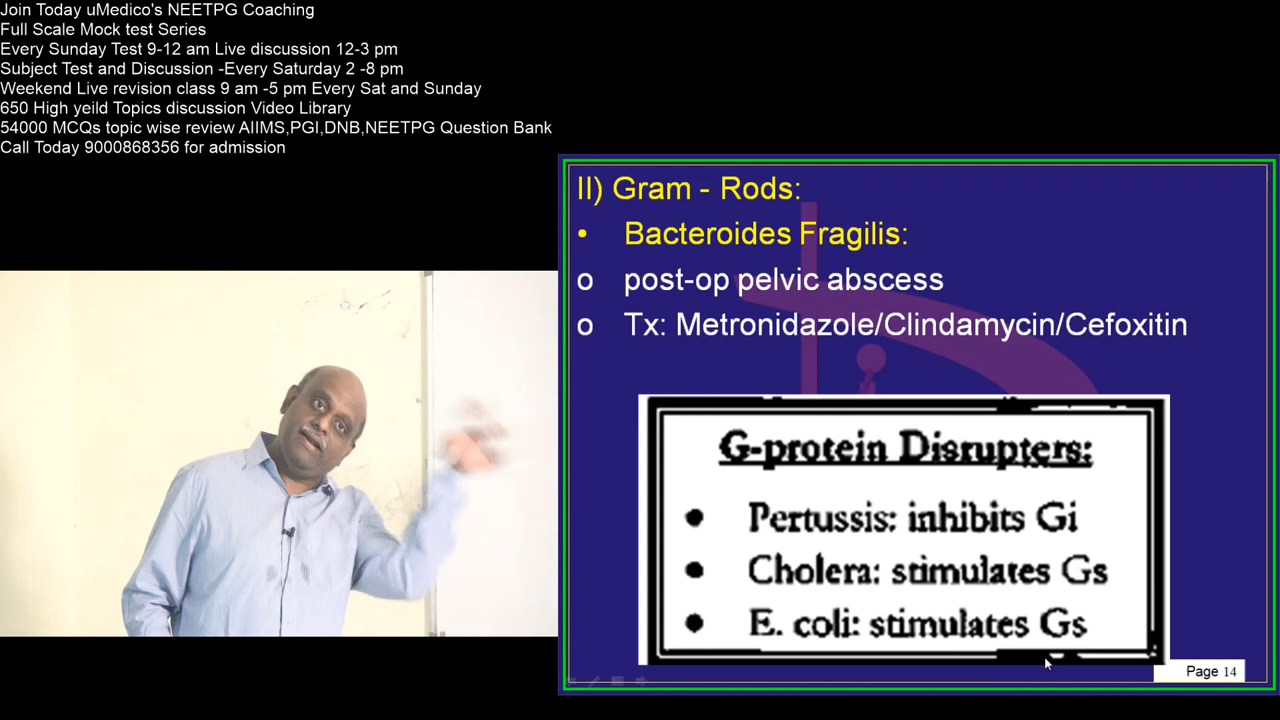 Join Today uMedico's NEETPG Coaching
Full Scale Mock test Series
Every Sunday Test 9-12 am Live discussion 12-3 pm
Subject Test and Discussion -Every Saturday 2 -8 pm
Weekend Live revision class 9 am -5 pm Every Sat and Sunday
650 High yeild Topics discussion Video Library
54000 MCQs topic wise review AIIMS,PGI,DNB,NEETPG Question Bank
Call Today 9000868356 for admission
II) Gram - Rods:
• Bacteroides Fragilis:
o post-op pelvic abscess
o Tx: Metronidazole/Clindamycin/Cefoxitin
G-protein Disrupters:
• Pertussis: inhibits Gi
• Cholera: stimulates Gs
• E. coli: stimulates Gs
Page 14